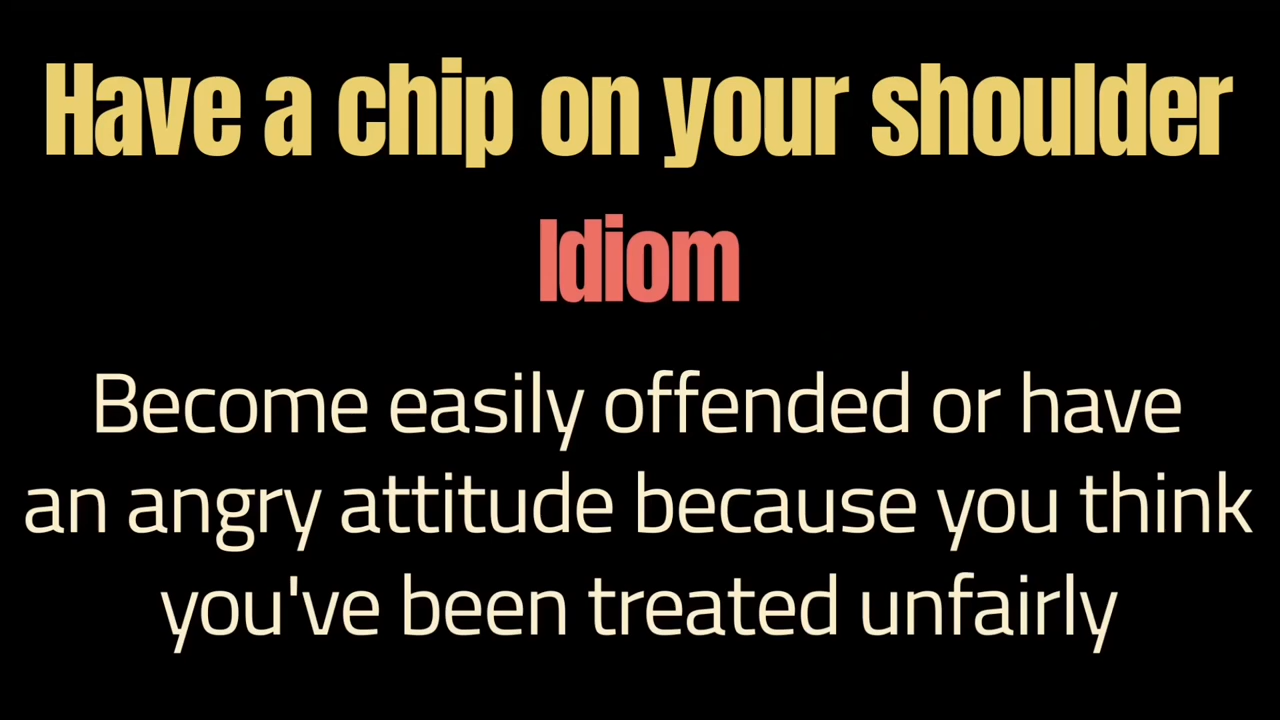 Have a chip on your shoulder
Idiom
Become easily offended or have
an angry attitude because you think
you've been treated unfairly